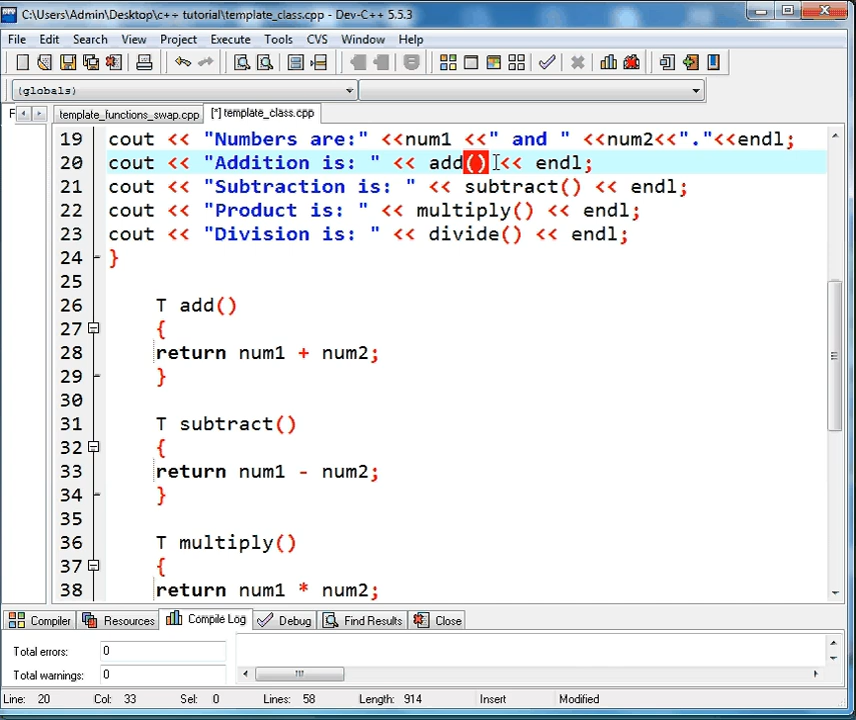 C:\Users\Admin\Desktop\c++ tutorial\template_class.cpp - Dev-C++ 5.5.3
File Edit Search View Project Execute Tools CVS Window Help
(globals)
F template_functions_swap.cpp [*] template_class.cpp
19 cout << "Numbers are:" <<num1 <<" and " <<num2<<"."<<endl;
20 cout << "Addition is: " << add() << endl;
21 cout << "Subtraction is: " << subtract() << endl;
22 cout << "Product is: " << multiply() << endl;
23 cout << "Division is: " << divide() << endl;
24 }
25
26 T add()
27 {
28 return num1 + num2;
29 }
30
31 T subtract()
32 {
33 return num1 - num2;
34 }
35
36 T multiply()
37 {
38 return num1 * num2;
Compiler Resources Compile Log Debug Find Results Close
Total errors: 0
Total warnings: 0
Line: 20 Col: 33 Sel: 0 Lines: 58 Length: 914 Insert Modified